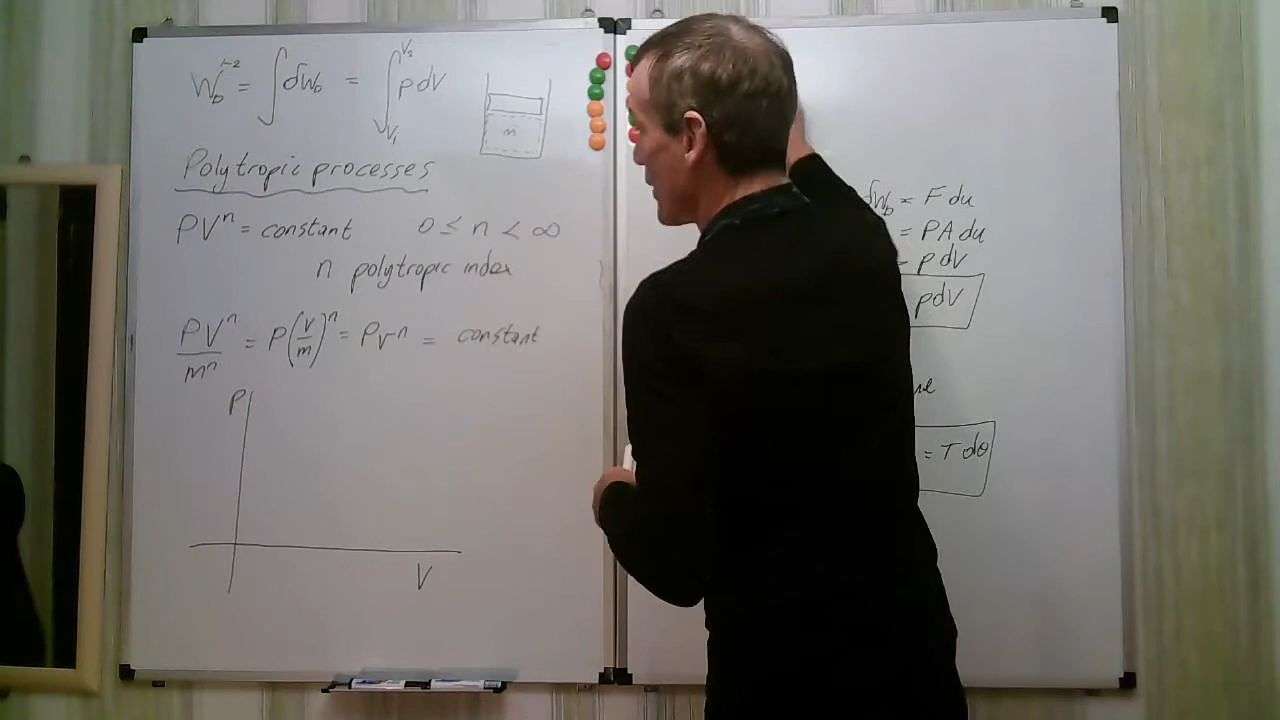 W_b^{1-2} = ∫ δW_b = ∫_{V_1}^{V_2} p dV
m
Polytropic processes
PV^n = constant 0 ≤ n < ∞
n polytropic index
PV^n / m^n = P(V/m)^n = Pv^n = constant
P
V
δW_b = F du
= PA du
= p dV
p dV
= T dθ